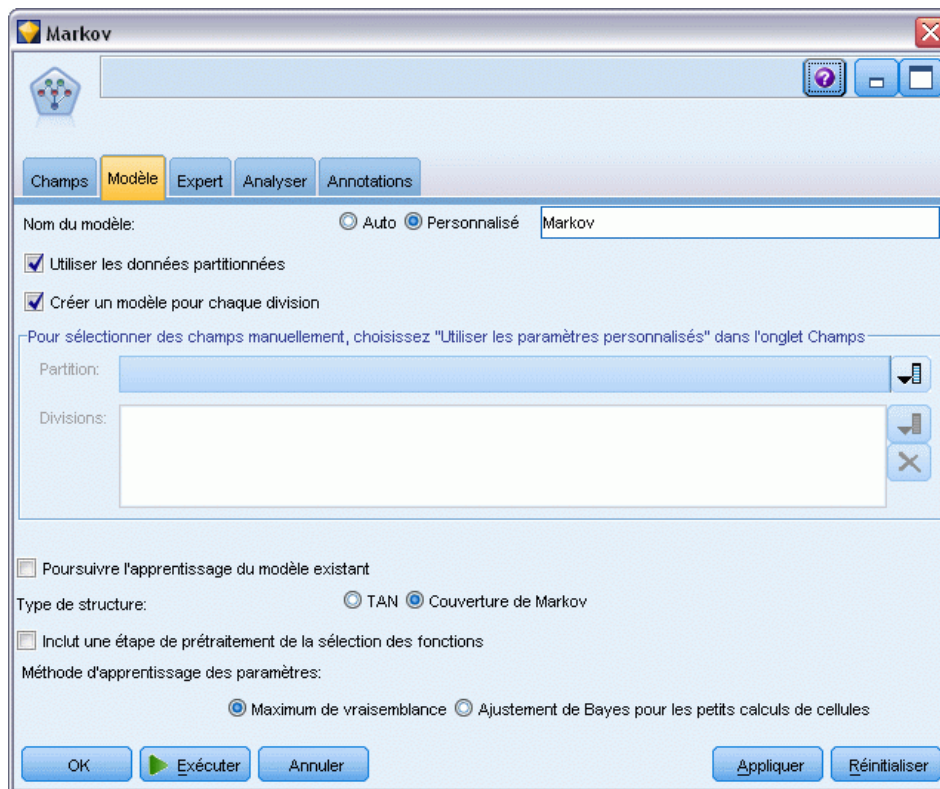 Markov
Champs Modèle Expert Analyser Annotations
Nom du modèle: Auto Personnalisé Markov
Utiliser les données partitionnées
Créer un modèle pour chaque division
Pour sélectionner des champs manuellement, choisissez "Utiliser les paramètres personnalisés" dans l'onglet Champs
Partition:
Divisions:
Poursuivre l'apprentissage du modèle existant
Type de structure: TAN Couverture de Markov
Inclut une étape de prétraitement de la sélection des fonctions
Méthode d'apprentissage des paramètres:
Maximum de vraisemblance Ajustement de Bayes pour les petits calculs de cellules
OK Exécuter Annuler Appliquer Réinitialiser